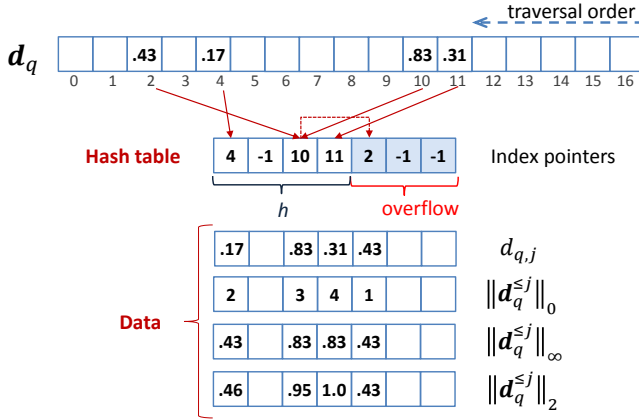 traversal order
d_q .43 .17 .83 .31
0 1 2 3 4 5 6 7 8 9 10 11 12 13 14 15 16
Hash table 4 -1 10 11 2 -1 -1 Index pointers
h overflow
.17 .83 .31 .43 d_{q,j}
2 3 4 1 ‖d_q^{≤j}‖_0
Data
.43 .83 .83 .43 ‖d_q^{≤j}‖_∞
.46 .95 1.0 .43 ‖d_q^{≤j}‖_2